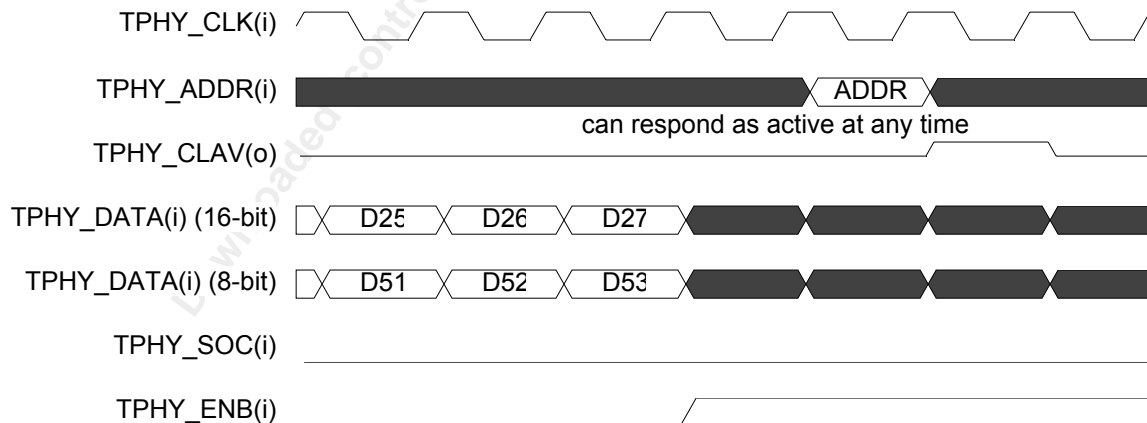 TPHY_CLK(i)
TPHY_ADDR(i)
ADDR
can respond as active at any time
TPHY_CLAV(o)
TPHY_DATA(i) (16-bit) D25 D26 D27
TPHY_DATA(i) (8-bit) D51 D52 D53
TPHY_SOC(i)
TPHY_ENB(i)